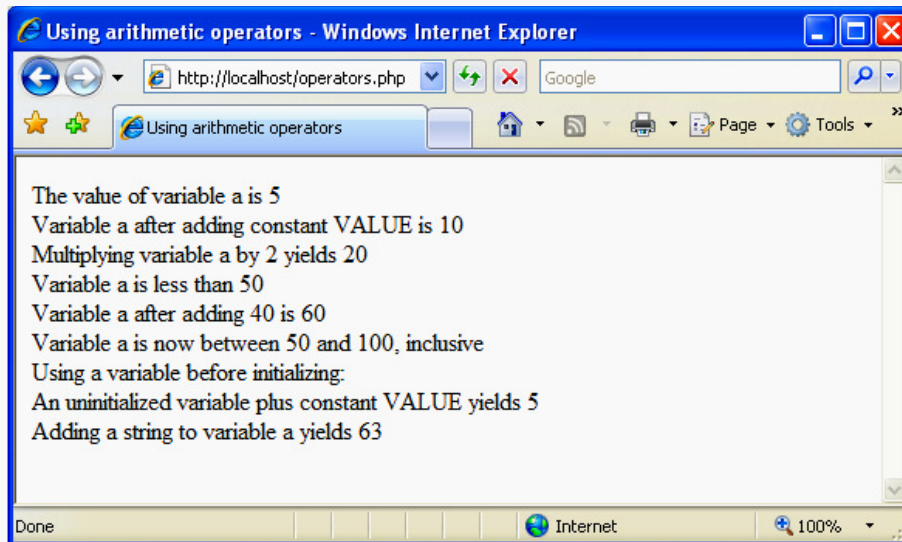 Using arithmetic operators - Windows Internet Explorer
http://localhost/operators.php
Google
Using arithmetic operators
Page
Tools
»
The value of variable a is 5
Variable a after adding constant VALUE is 10
Multiplying variable a by 2 yields 20
Variable a is less than 50
Variable a after adding 40 is 60
Variable a is now between 50 and 100, inclusive
Using a variable before initializing:
An uninitialized variable plus constant VALUE yields 5
Adding a string to variable a yields 63
Done
Internet
100%